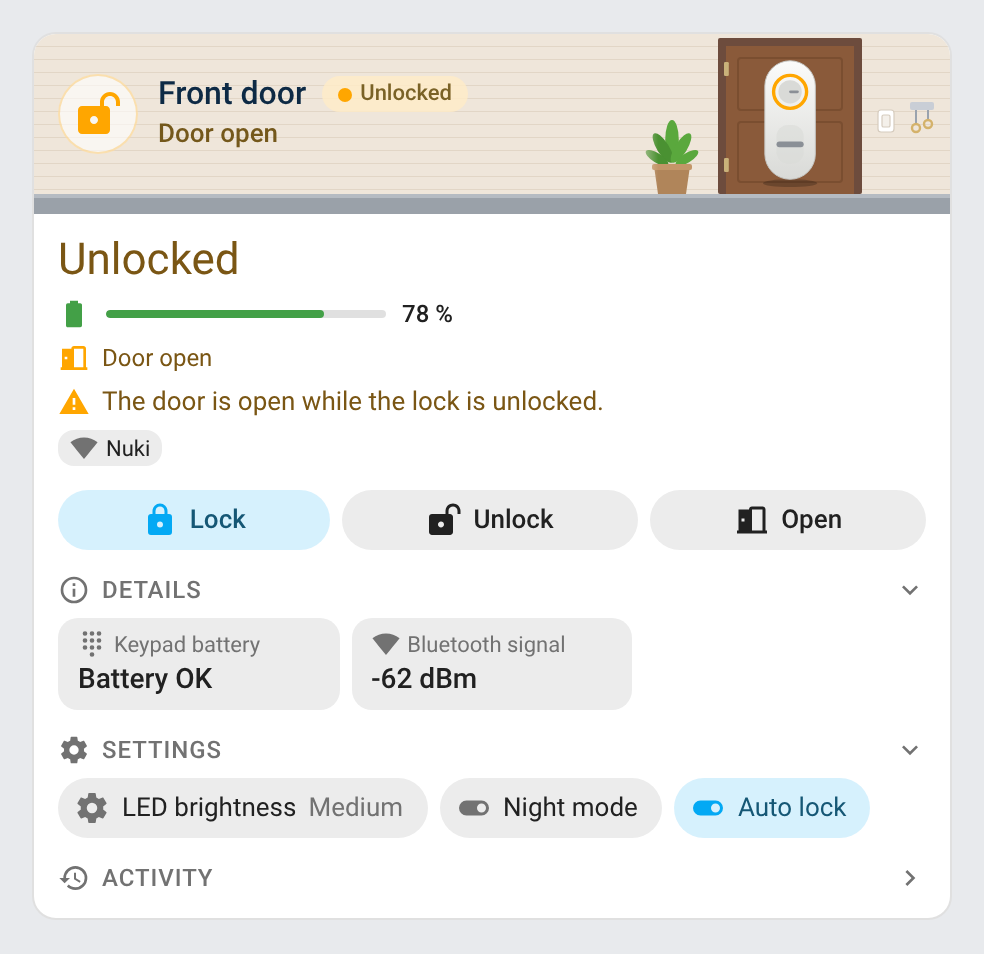 Front door
Unlocked
Door open
Unlocked
78 %
Door open
The door is open while the lock is unlocked.
Nuki
Lock
Unlock
Open
DETAILS
Keypad battery
Battery OK
Bluetooth signal
-62 dBm
SETTINGS
LED brightness Medium
Night mode
Auto lock
ACTIVITY